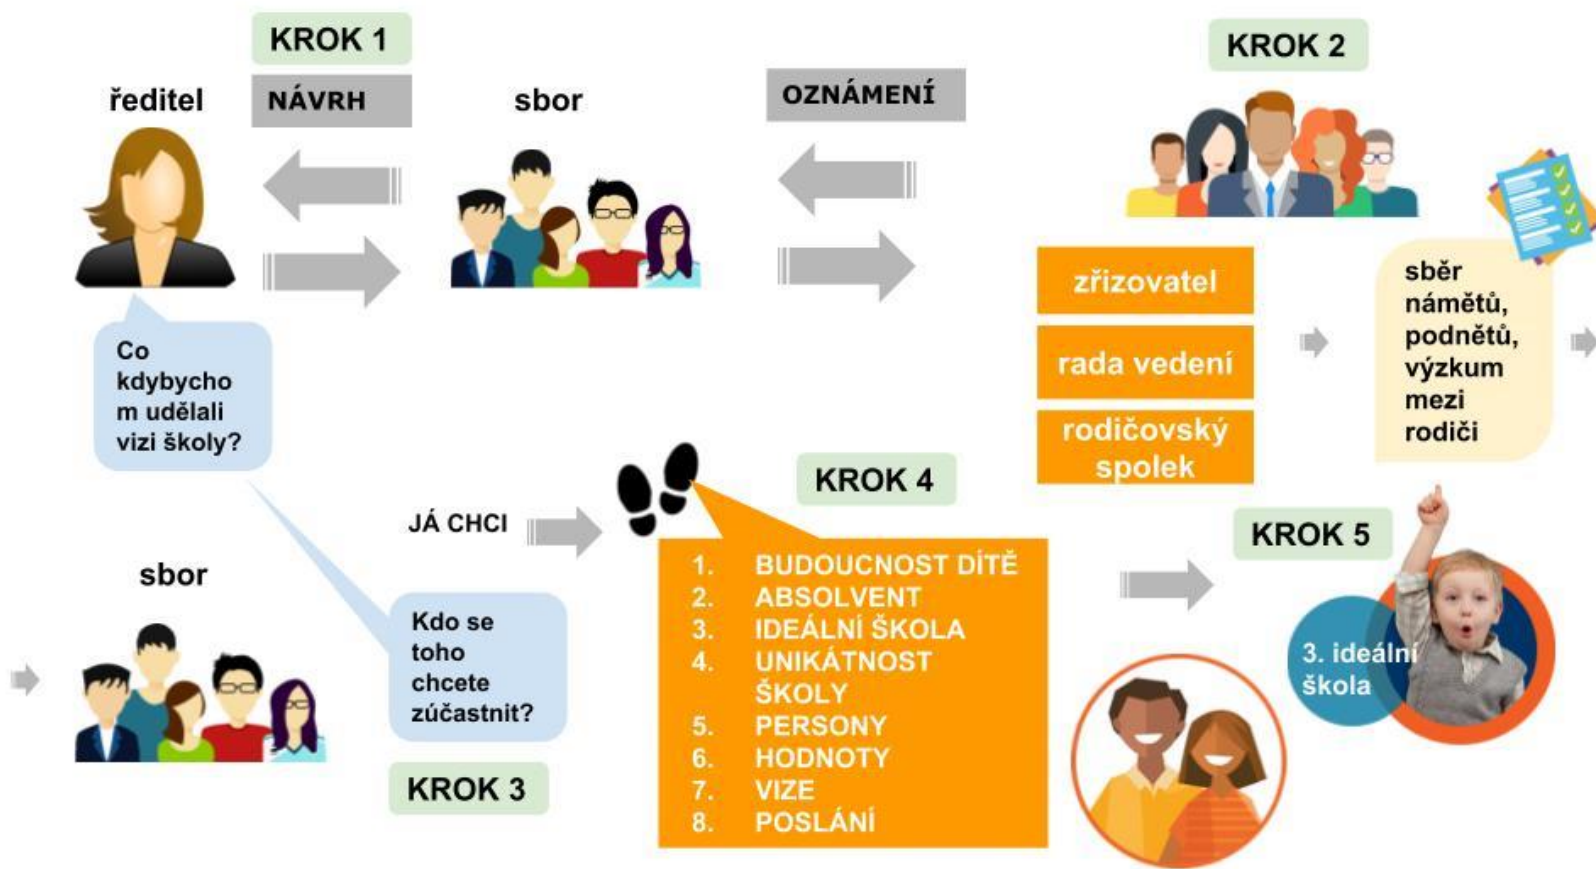 KROK 1
ředitel
NÁVRH
sbor
OZNÁMENÍ
KROK 2
Co
kdybycho
m udělali
vizi školy?
zřizovatel
rada vedení
rodičovský
spolek
sběr
námětů,
podnětů,
výzkum
mezi
rodiči
sbor
Kdo se
toho
chcete
zúčastnit?
KROK 3
JÁ CHCI
KROK 4
1. BUDOUCNOST DÍTĚ
2. ABSOLVENT
3. IDEÁLNÍ ŠKOLA
4. UNIKÁTNOST
ŠKOLY
5. PERSONY
6. HODNOTY
7. VIZE
8. POSLÁNÍ
KROK 5
3. ideální
škola